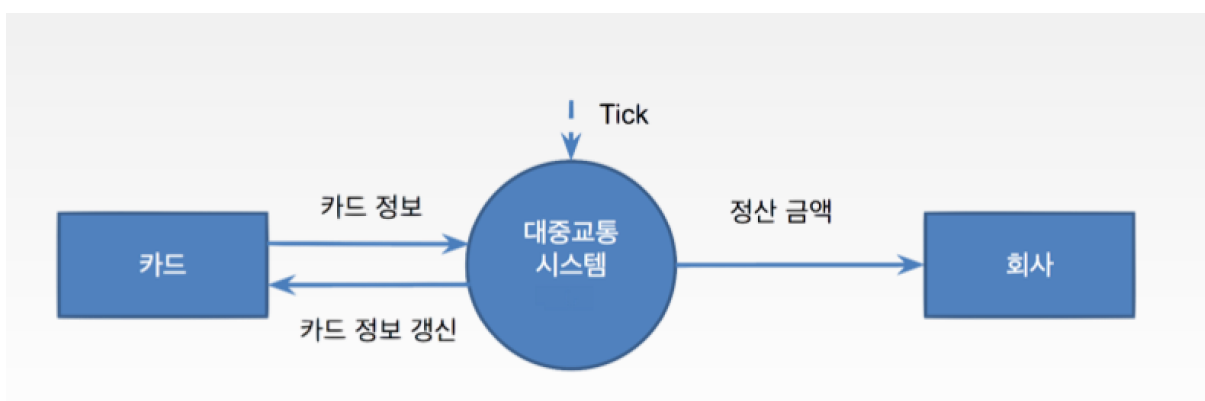 Tick
카드 정보
정산 금액
대중교통
시스템
카드
회사
카드 정보 갱신